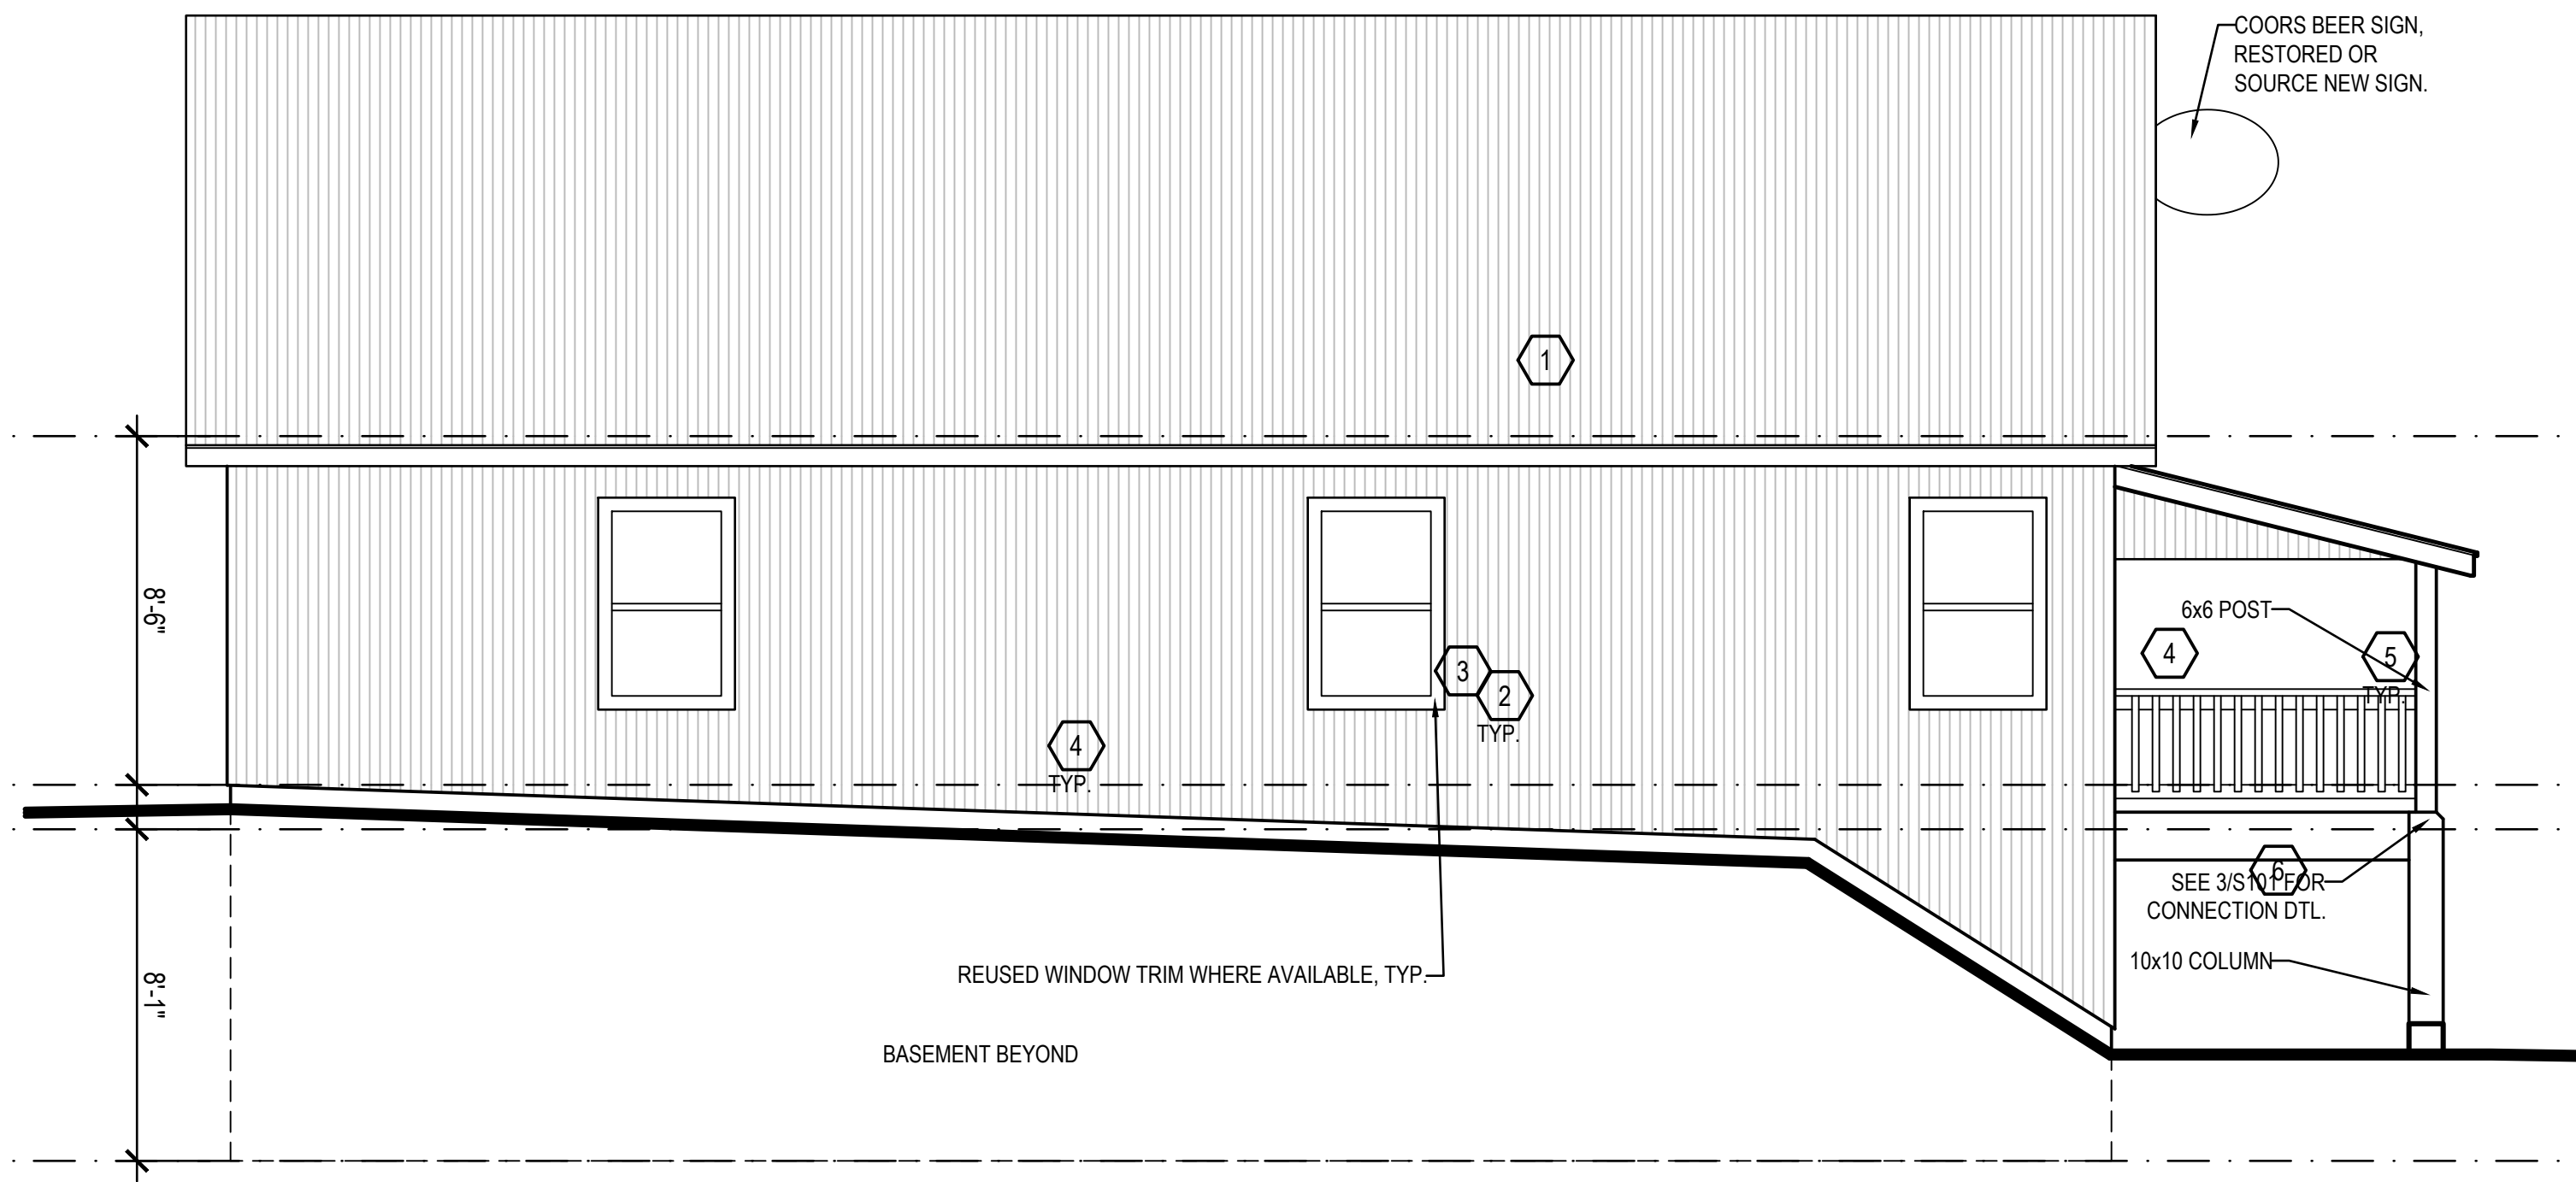 COORS BEER SIGN,
RESTORED OR
SOURCE NEW SIGN.
1
8'-6"
6x6 POST
4
5
TYP.
3
2
TYP.
4
TYP.
6
SEE 3/S101 FOR
CONNECTION DTL.
10x10 COLUMN
REUSED WINDOW TRIM WHERE AVAILABLE, TYP.
8'-1"
BASEMENT BEYOND